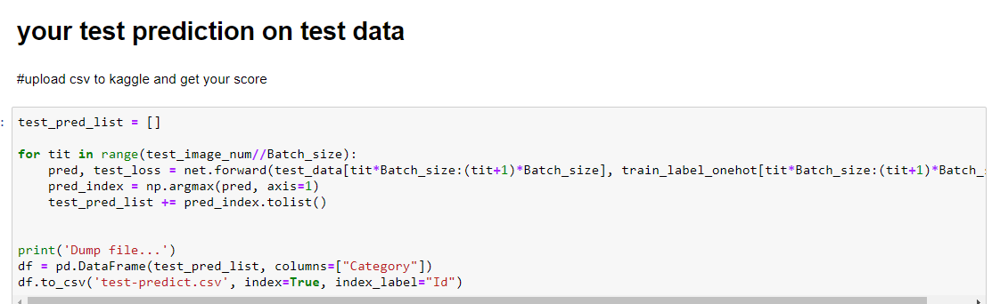 your test prediction on test data
#upload csv to kaggle and get your score
:
test_pred_list = []
for tit in range(test_image_num//Batch_size):
    pred, test_loss = net.forward(test_data[tit*Batch_size:(tit+1)*Batch_size], train_label_onehot[tit*Batch_size:(tit+1)*Batch_
    pred_index = np.argmax(pred, axis=1)
    test_pred_list += pred_index.tolist()
print('Dump file...')
df = pd.DataFrame(test_pred_list, columns=["Category"])
df.to_csv('test-predict.csv', index=True, index_label="Id")